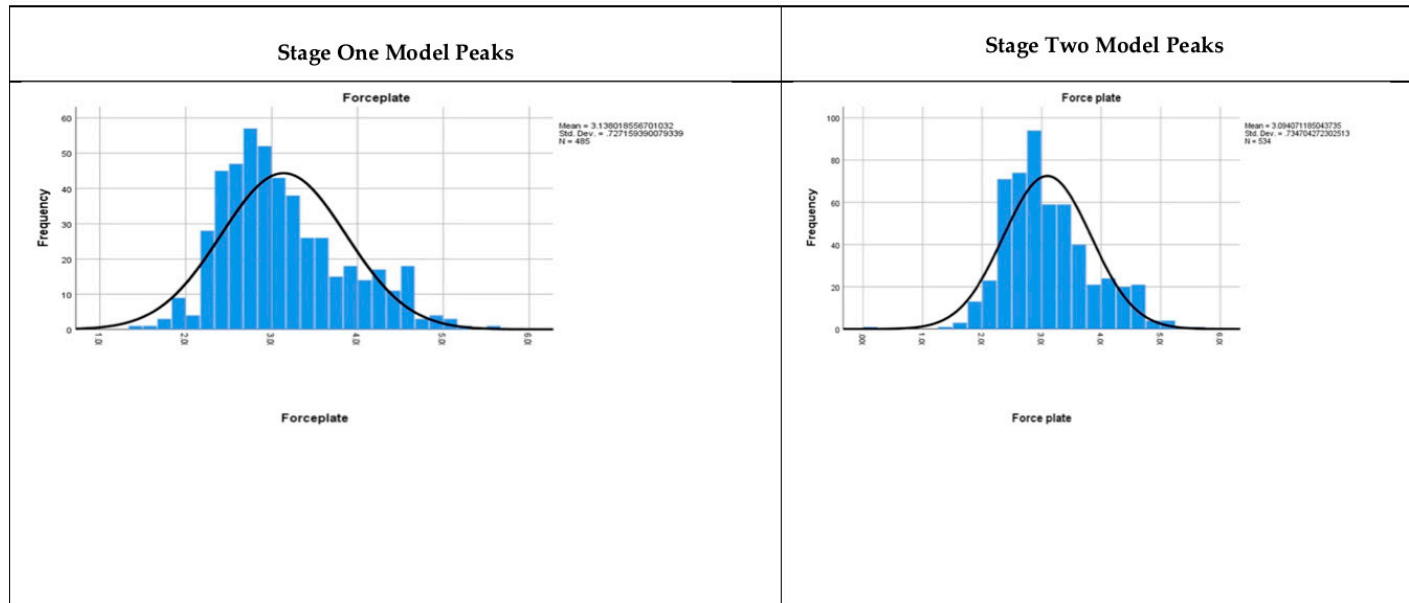 Stage One Model Peaks
Stage Two Model Peaks
Forceplate
Mean = 3.138018556701032
Std. Dev. = .727159390079339
N = 485
60
50
40
30
20
10
0
Frequency
1.0 2.0 3.0 4.0 5.0 6.0
Forceplate
Force plate
Mean = 3.094071185043735
Std. Dev. = .734704272302513
N = 534
100
80
60
40
20
0
Frequency
.00 1.0 2.0 3.0 4.0 5.0 6.0
Force plate